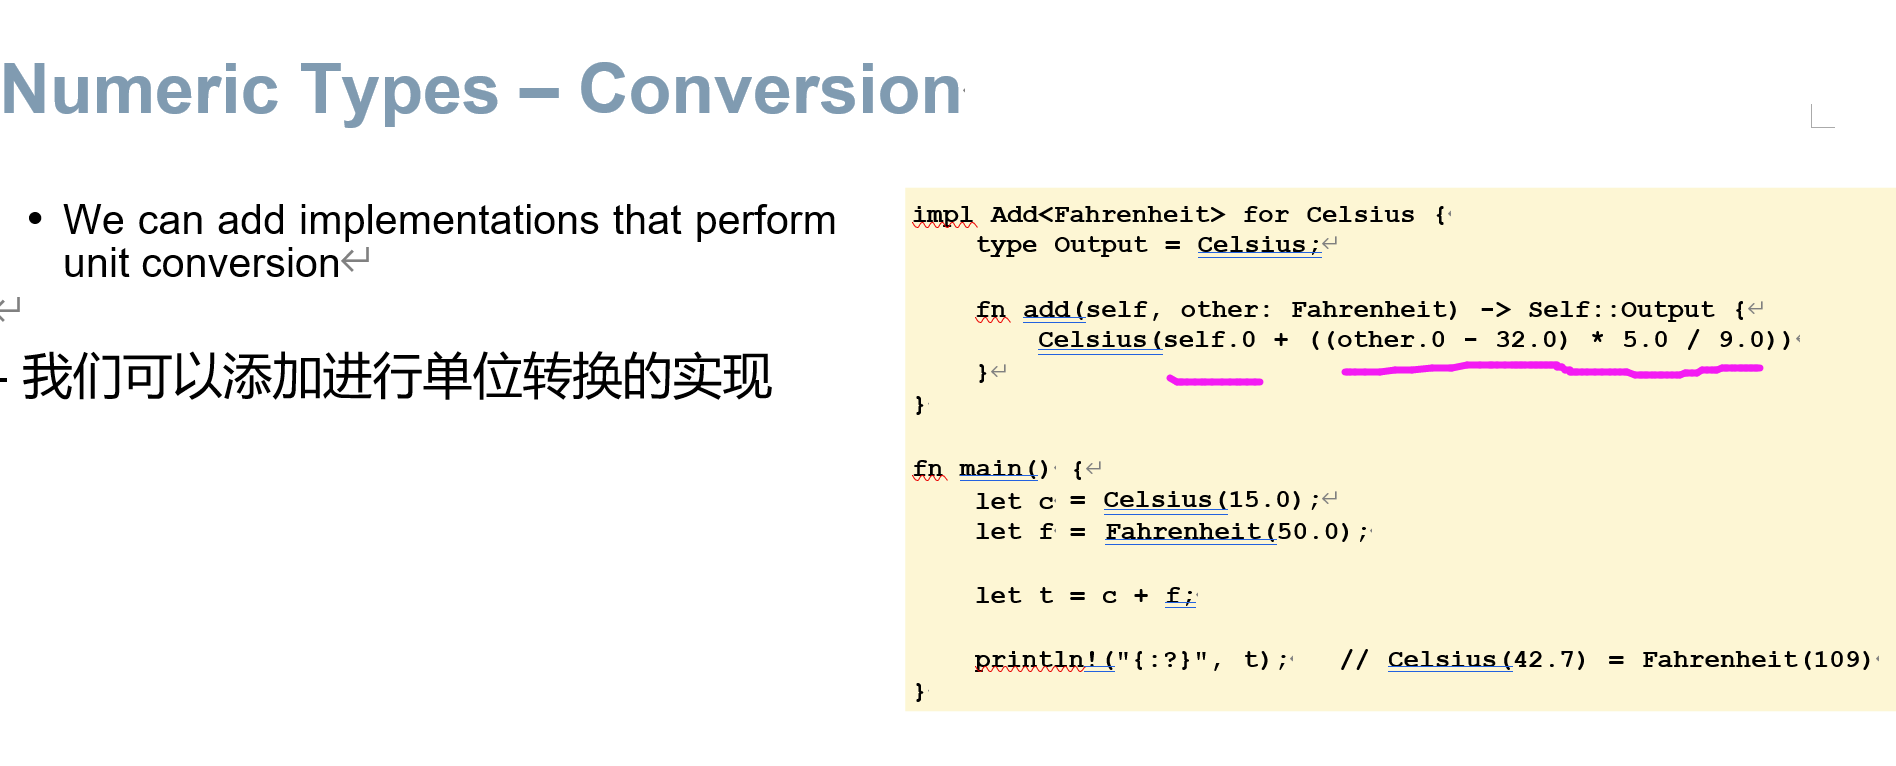 Numeric Types – Conversion
• We can add implementations that perform
unit conversion
- 我们可以添加进行单位转换的实现
impl Add<Fahrenheit> for Celsius {
    type Output = Celsius;
    fn add(self, other: Fahrenheit) -> Self::Output {
        Celsius(self.0 + ((other.0 - 32.0) * 5.0 / 9.0))
    }
}
fn main() {
    let c = Celsius(15.0);
    let f = Fahrenheit(50.0);
    let t = c + f;
    println!("{:?}", t);   // Celsius(42.7) = Fahrenheit(109)
}